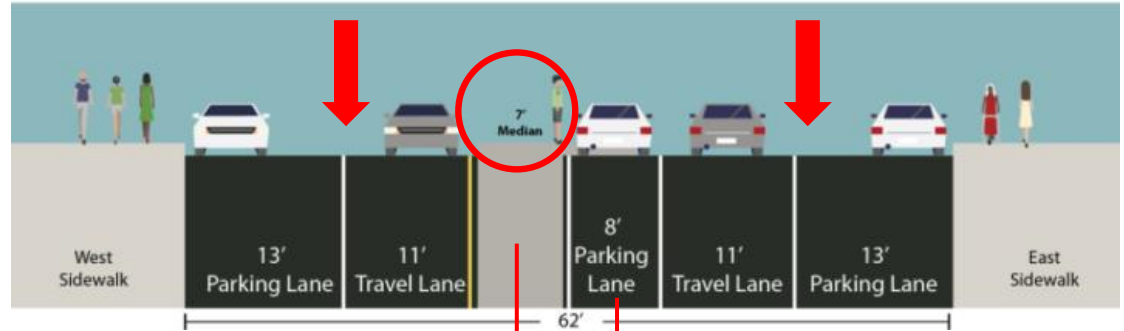 7'
Median
West
Sidewalk
13'
Parking Lane
11'
Travel Lane
8'
Parking
Lane
11'
Travel Lane
13'
Parking Lane
East
Sidewalk
62'